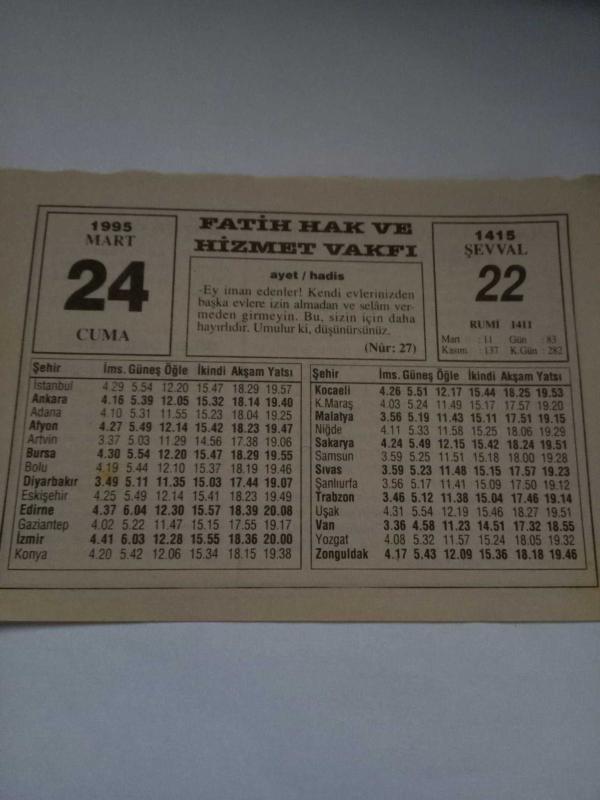 1995
MART
24
CUMA
FATİH HAK VE
HİZMET VAKFI
ayet / hadis
-Ey iman edenler! Kendi evlerinizden
başka evlere izin almadan ve selâm ver-
meden girmeyin. Bu, sizin için daha
hayırlıdır. Umulur ki, düşünürsünüz.
(Nûr: 27)
1415
ŞEVVAL
22
RUMİ 1411
Mart : 11 Gün : 83
Kasım : 137 K.Gün : 282
Şehir İms. Güneş Öğle İkindi Akşam Yatsı
İstanbul 4.29 5.54 12.20 15.47 18.29 19.57
Ankara 4.16 5.39 12.05 15.32 18.14 19.40
Adana 4.10 5.31 11.55 15.23 18.04 19.25
Afyon 4.27 5.49 12.14 15.42 18.23 19.47
Artvin 3.37 5.03 11.29 14.56 17.38 19.06
Bursa 4.30 5.54 12.20 15.47 18.29 19.55
Bolu 4.19 5.44 12.10 15.37 18.19 19.46
Diyarbakır 3.49 5.11 11.35 15.03 17.44 19.07
Eskişehir 4.25 5.49 12.14 15.41 18.23 19.49
Edirne 4.37 6.04 12.30 15.57 18.39 20.08
Gaziantep 4.02 5.22 11.47 15.15 17.55 19.17
İzmir 4.41 6.03 12.28 15.55 18.36 20.00
Konya 4.20 5.42 12.06 15.34 18.15 19.38
Şehir İms. Güneş Öğle İkindi Akşam Yatsı
Kocaeli 4.26 5.51 12.17 15.44 18.25 19.53
K.Maraş 4.03 5.24 11.49 15.17 17.57 19.20
Malatya 3.56 5.19 11.43 15.11 17.51 19.15
Niğde 4.11 5.33 11.58 15.25 18.06 19.29
Sakarya 4.24 5.49 12.15 15.42 18.24 19.51
Samsun 3.59 5.25 11.51 15.18 18.00 19.28
Sıvas 3.59 5.23 11.48 15.15 17.57 19.23
Şanlıurfa 3.56 5.17 11.41 15.09 17.50 19.12
Trabzon 3.46 5.12 11.38 15.04 17.46 19.14
Uşak 4.31 5.54 12.19 15.46 18.27 19.51
Van 3.36 4.58 11.23 14.51 17.32 18.55
Yozgat 4.08 5.32 11.57 15.24 18.05 19.32
Zonguldak 4.17 5.43 12.09 15.36 18.18 19.46